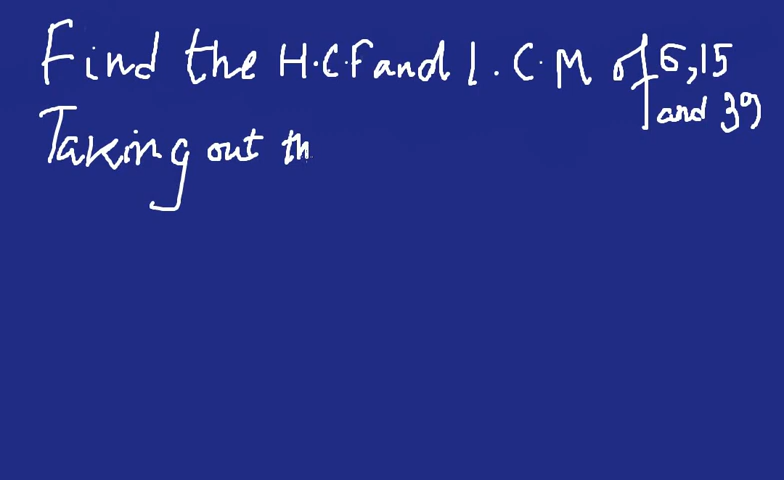 Find the H.C.F and L.C.M of 6,15
and 39
Taking out th